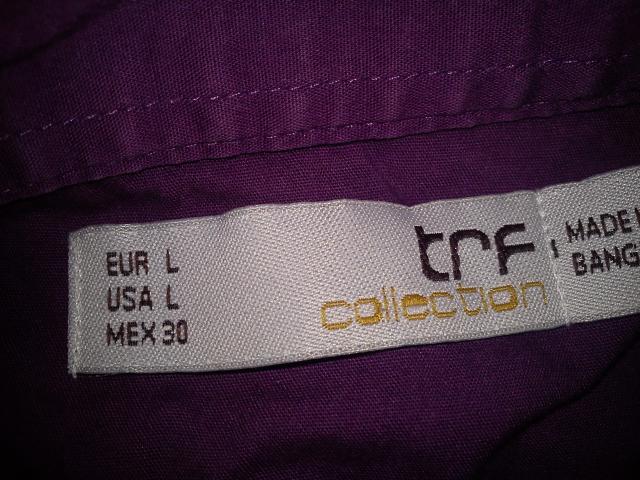 EUR L
USA L
MEX 30
trf
collection
MADE
BANG